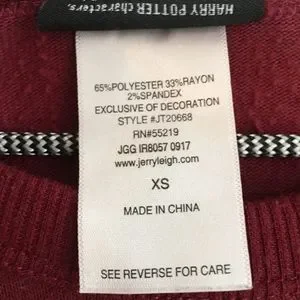 HARRY POTTER characters,
65%POLYESTER 33%RAYON
2%SPANDEX
EXCLUSIVE OF DECORATION
STYLE #JT20668
RN#55219
JGG IR8057 0917
www.jerryleigh.com
XS
MADE IN CHINA
SEE REVERSE FOR CARE